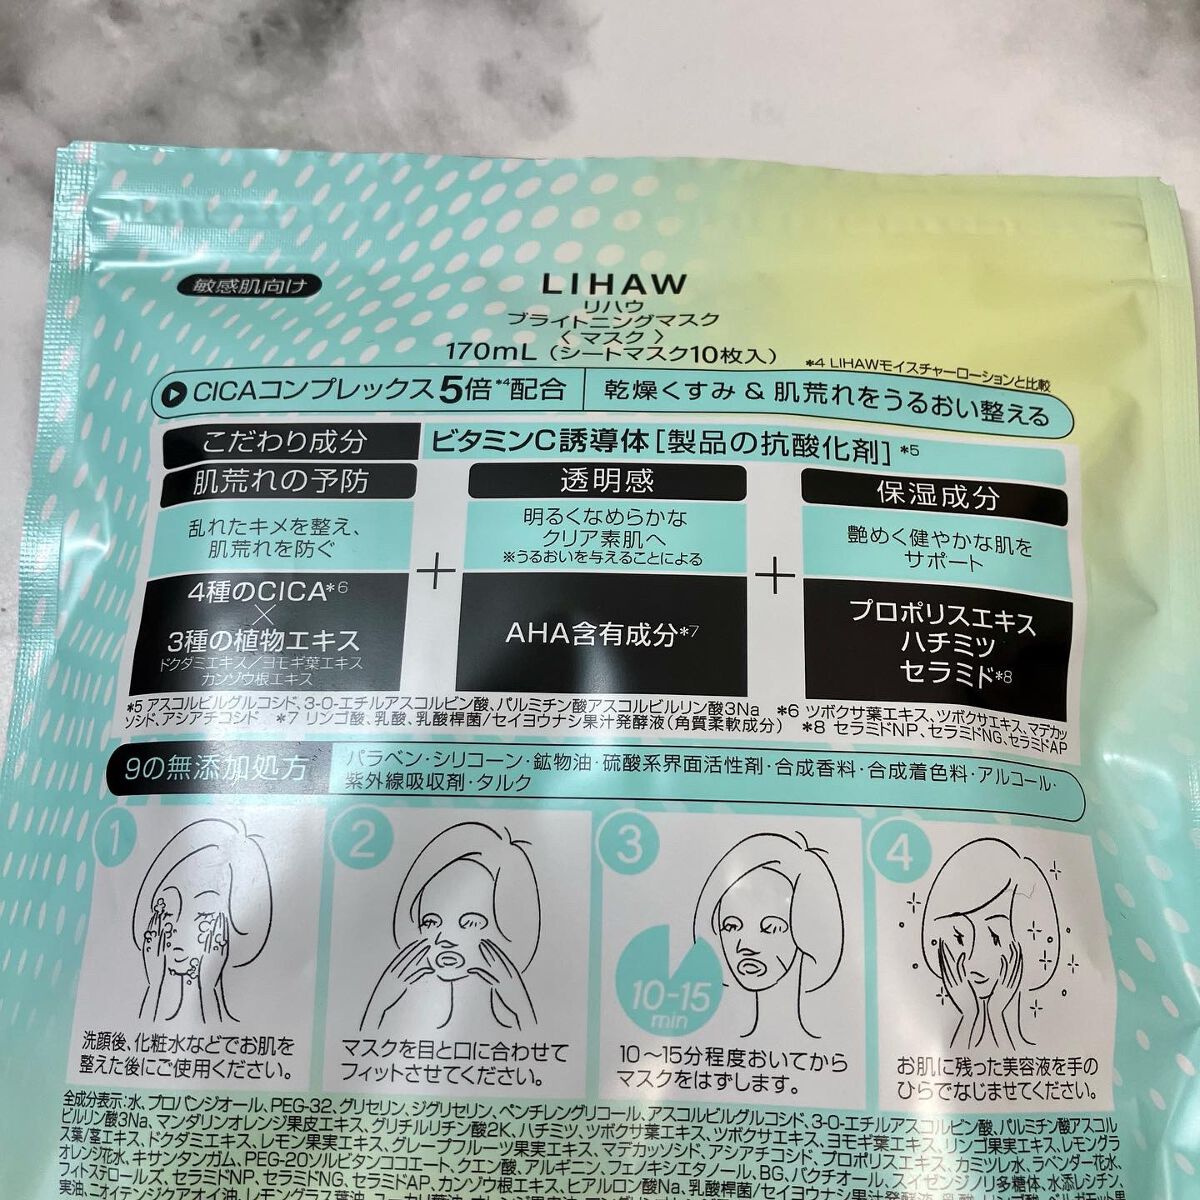 敏感肌向け
LIHAW
リハウ
ブライトニングマスク
〈マスク〉
170mL（シートマスク10枚入）
*4 LIHAWモイスチャーローションと比較
CICAコンプレックス5倍*4配合
乾燥くすみ & 肌荒れをうるおい整える
こだわり成分
ビタミンC誘導体[製品の抗酸化剤]*5
肌荒れの予防
乱れたキメを整え、
肌荒れを防ぐ
4種のCICA*6
×
3種の植物エキス
ドクダミエキス/ヨモギ葉エキス
カンゾウ根エキス
+
透明感
明るくなめらかな
クリア素肌へ
※うるおいを与えることによる
AHA含有成分*7
+
保湿成分
艶めく健やかな肌を
サポート
プロポリスエキス
ハチミツ
セラミド*8
*5 アスコルビルグルコシド、3-O-エチルアスコルビン酸、パルミチン酸アスコルビルリン酸3Na *6 ツボクサ葉エキス、ツボクサエキス、マデカッ
ソシド、アシアチコシド *7 リンゴ酸、乳酸、乳酸桿菌/セイヨウナシ果汁発酵液(角質柔軟成分) *8 セラミドNP、セラミドNG、セラミドAP
9の無添加処方
パラベン・シリコーン・鉱物油・硫酸系界面活性剤・合成香料・合成着色料・アルコール・
紫外線吸収剤・タルク
1
洗顔後、化粧水などでお肌を
整えた後にご使用ください。
2
マスクを目と口に合わせて
フィットさせてください。
3
10-15
min
10～15分程度おいてから
マスクをはずします。
4
お肌に残った美容液を手の
ひらでなじませてください。
全成分表示:水、プロパンジオール、PEG-32、グリセリン、ジグリセリン、ペンチレングリコール、アスコルビルグルコシド、3-O-エチルアスコルビン酸、パルミチン酸アスコル
ビルリン酸3Na、マンダリンオレンジ果皮エキス、グリチルリチン酸2K、ハチミツ、ツボクサ葉エキス、ツボクサエキス、ヨモギ葉エキス、リンゴ果実エキス、レモングラ
ス葉/茎エキス、ドクダミエキス、レモン果実エキス、グレープフルーツ果実エキス、マデカッソシド、アシアチコシド、プロポリスエキス、カミツレ水、ラベンダー花水、
オレンジ花水、キサンタンガム、PEG-20ソルビタンココエート、クエン酸、アルギニン、フェノキシエタノール、BG、バクチオール、スイゼンジノリ多糖体、水添レシチン、
フィトステロールズ、セラミドNP、セラミドNG、セラミドAP、カンゾウ根エキス、ヒアルロン酸Na、乳酸桿菌/セイヨウナシ果汁発酵液、乳酸、